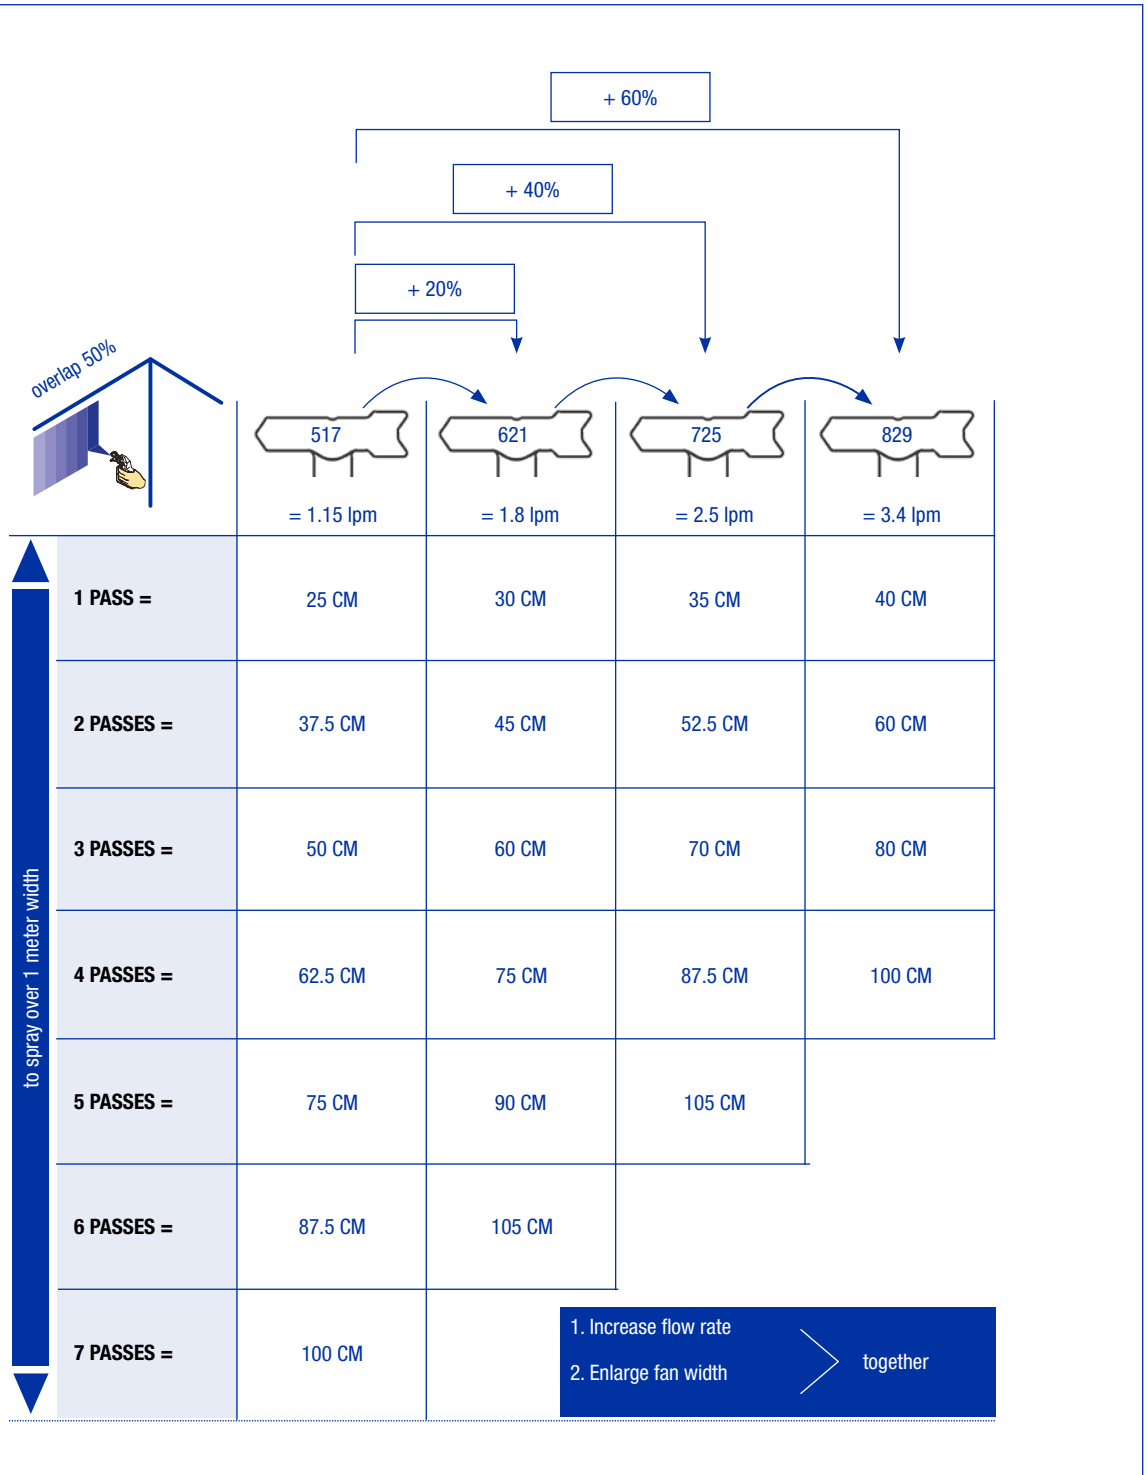 + 60%
+ 40%
+ 20%
overlap 50%
517 621 725 829
= 1.15 lpm = 1.8 lpm = 2.5 lpm = 3.4 lpm
1 PASS = 25 CM 30 CM 35 CM 40 CM
2 PASSES = 37.5 CM 45 CM 52.5 CM 60 CM
3 PASSES = 50 CM 60 CM 70 CM 80 CM
4 PASSES = 62.5 CM 75 CM 87.5 CM 100 CM
5 PASSES = 75 CM 90 CM 105 CM
6 PASSES = 87.5 CM 105 CM
7 PASSES = 100 CM
to spray over 1 meter width
1. Increase flow rate
2. Enlarge fan width
together